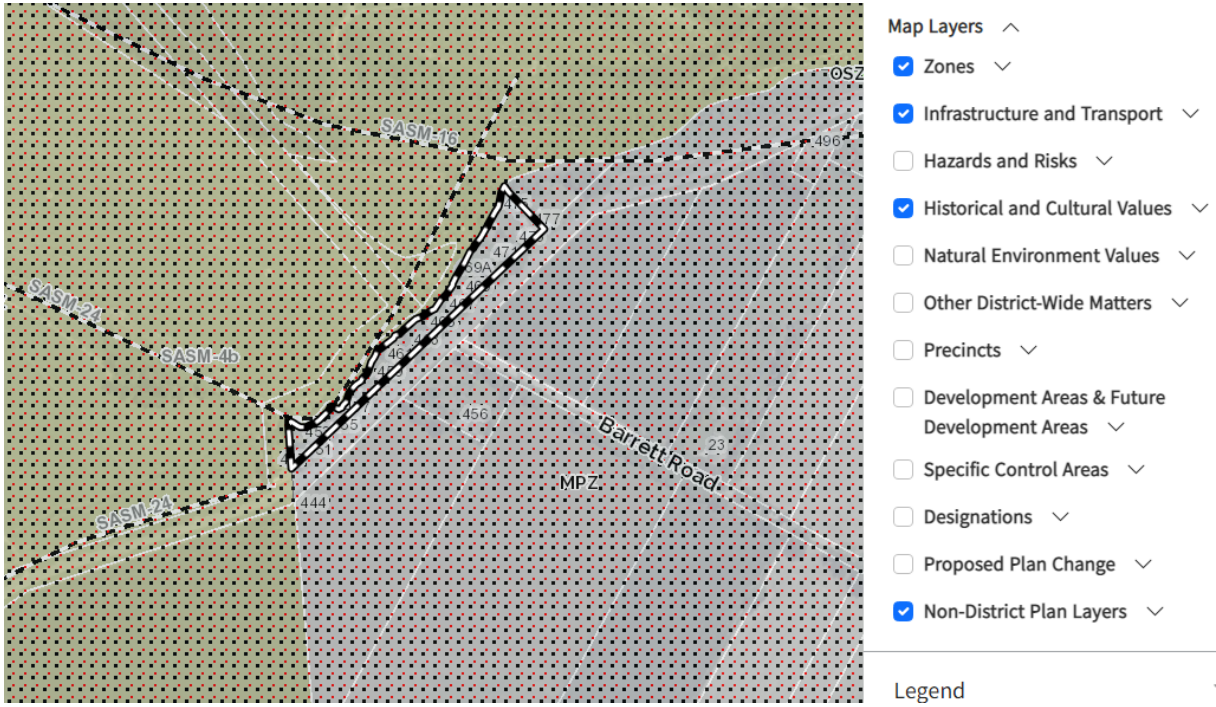 OSZ
SASM-16
496
477
471
SASM-24
SASM-4b
456
Barrett Road
23
MPZ
444
SASM-24
Map Layers
Zones
Infrastructure and Transport
Hazards and Risks
Historical and Cultural Values
Natural Environment Values
Other District-Wide Matters
Precincts
Development Areas & Future
Development Areas
Specific Control Areas
Designations
Proposed Plan Change
Non-District Plan Layers
Legend